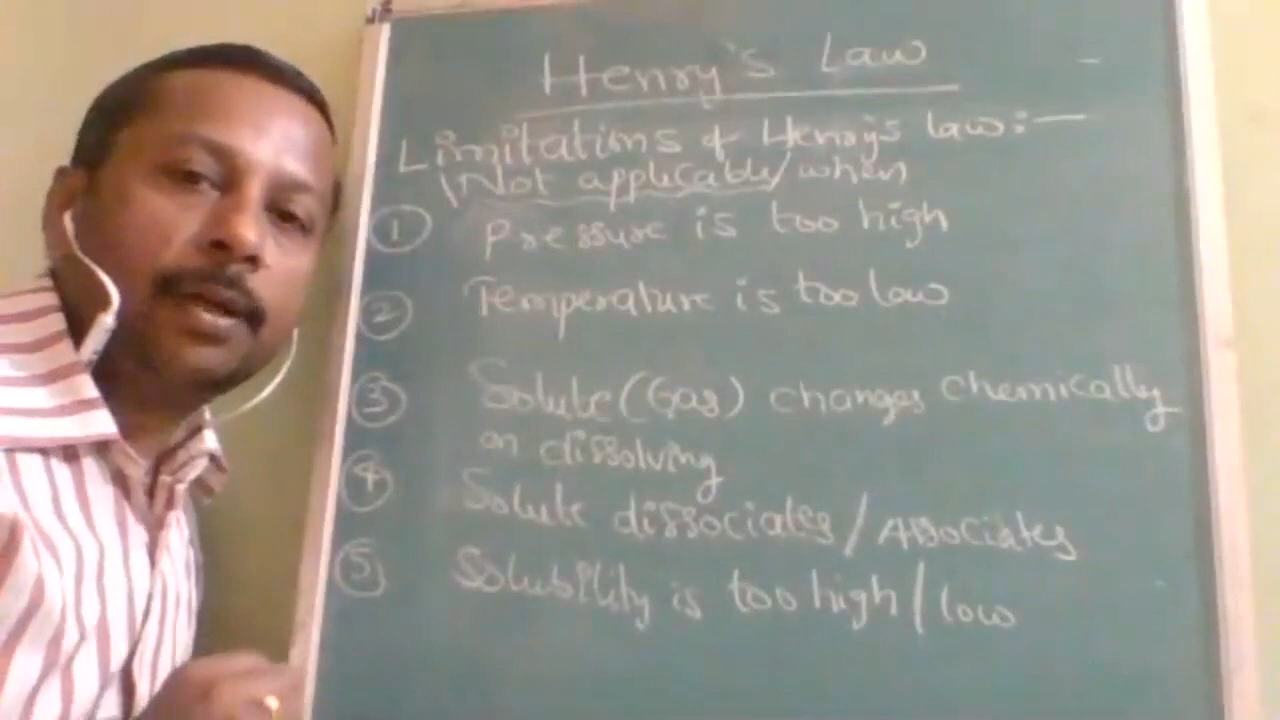 Henry's Law
Limitations of Henry's law:-
(Not applicable) when
① Pressure is too high
② Temperature is too low
③ Solute (Gas) changes chemically
on dissolving
④ Solute dissociates / Associates
⑤ Solubility is too high / low